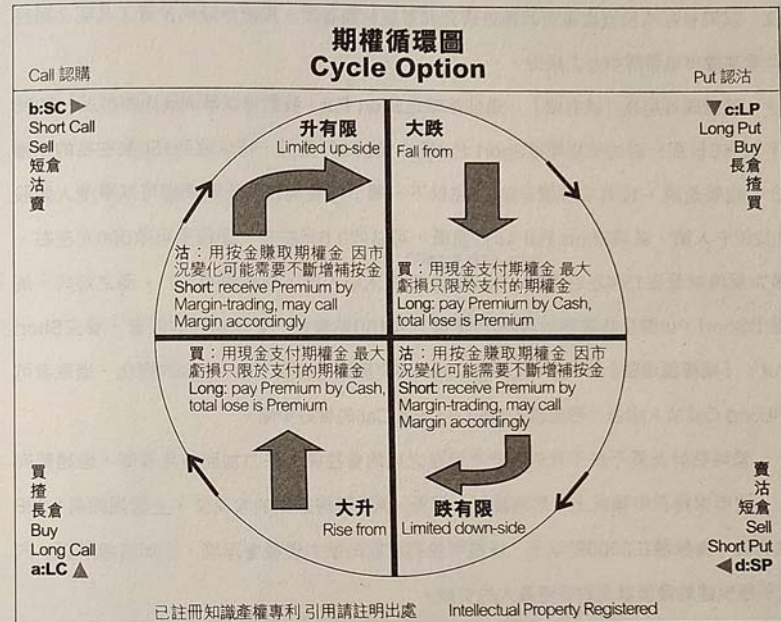 期權循環圖
Cycle Option
Call 認購
Put 認沽
b:SC ▶
Short Call
Sell
短倉
沽
賣
升有限
Limited up-side
大跌
Fall from
▼ c:LP
Long Put
Buy
長倉
揸
買
沽：用按金賺取期權金 因市
況變化可能需要不斷增補按金
Short: receive Premium by
Margin-trading, may call
Margin accordingly
買：用現金支付期權金 最大
虧損只限於支付的期權金
Long: pay Premium by Cash,
total lose is Premium
買：用現金支付期權金 最大
虧損只限於支付的期權金
Long: pay Premium by Cash,
total lose is Premium
沽：用按金賺取期權金 因市
況變化可能需要不斷增補按金
Short: receive Premium by
Margin-trading, may call
Margin accordingly
買
揸
長倉
Buy
Long Call
a:LC ▲
大升
Rise from
跌有限
Limited down-side
賣
沽
短倉
Sell
Short Put
◀ d:SP
已註冊知識產權專利 引用請註明出處 Intellectual Property Registered